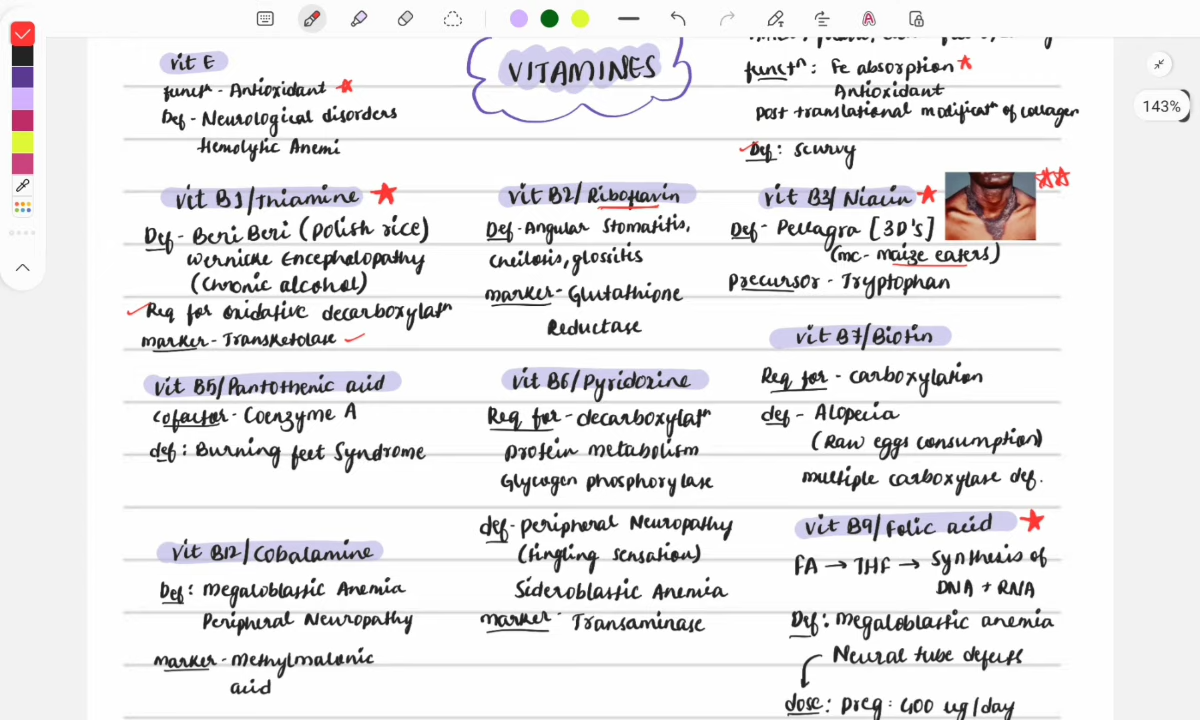 143%
VITAMINES
vit E
functⁿ - Antioxidant
Def - Neurological disorders
Hemolytic Anemi
functⁿ: Fe absorption
Antioxidant
Post translational modificatⁿ of collagen
Def: scurvy
vit B1/Thiamine
Def - Beri Beri (Polish rice)
Wernicke Encephelopathy
(Chronic alcohol)
Req for oxidative decarboxylatⁿ
marker - Transketolase
vit B2/Riboflavin
Def - Angular Stomatitis,
cheilosis, glossitis
marker - Glutathione
Reductase
vit B3/Niacin
Def - Pellagra [3D's]
(mc - maize eaters)
precursor - Tryptophan
vit B5/Pantothenic acid
cofactor - Coenzyme A
def: Burning feet Syndrome
vit B6/Pyridoxine
Req for - decarboxylatⁿ
protein metabolism
Glycogen phosphorylase
def - peripheral Neuropathy
(tingling sensation)
Sideroblastic Anemia
marker - Transaminase
vit B7/Biotin
Req for - carboxylation
def - Alopecia
(Raw eggs consumption)
multiple carboxylase def.
vit B12/Cobalamine
Def: Megaloblastic Anemia
Peripheral Neuropathy
marker - Methylmalonic
acid
vit B9/Folic acid
FA → THF → Synthesis of
DNA + RNA
Def: megaloblastic anemia
Neural tube defects
dose: Preg: 400 ug/day